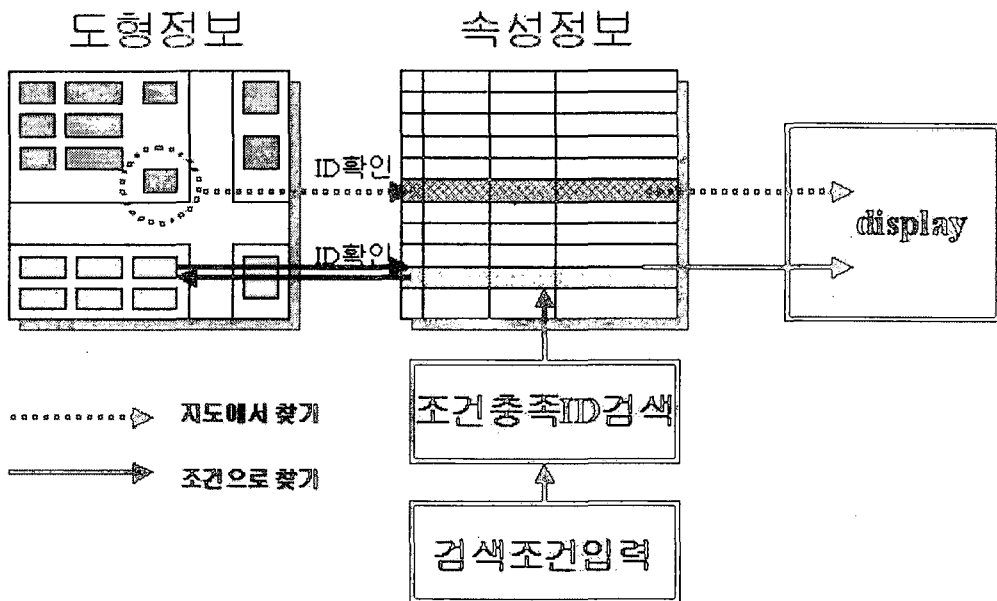 도형정보
속성정보
ID확인
ID확인
display
지도에서 찾기
조건충족ID검색
조건으로 찾기
검색조건입력